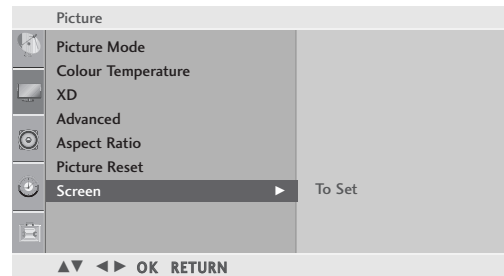 Picture
Picture Mode
Colour Temperature
XD
Advanced
Aspect Ratio
Picture Reset
Screen ► To Set
▲▼ ◄► OK RETURN